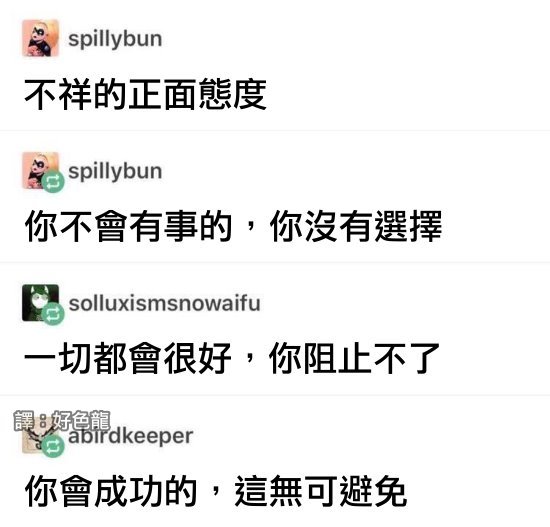 spillybun
不祥的正面態度
spillybun
你不會有事的，你沒有選擇
solluxismsnowaifu
一切都會很好，你阻止不了
譯：好色龍
abirdkeeper
你會成功的，這無可避免